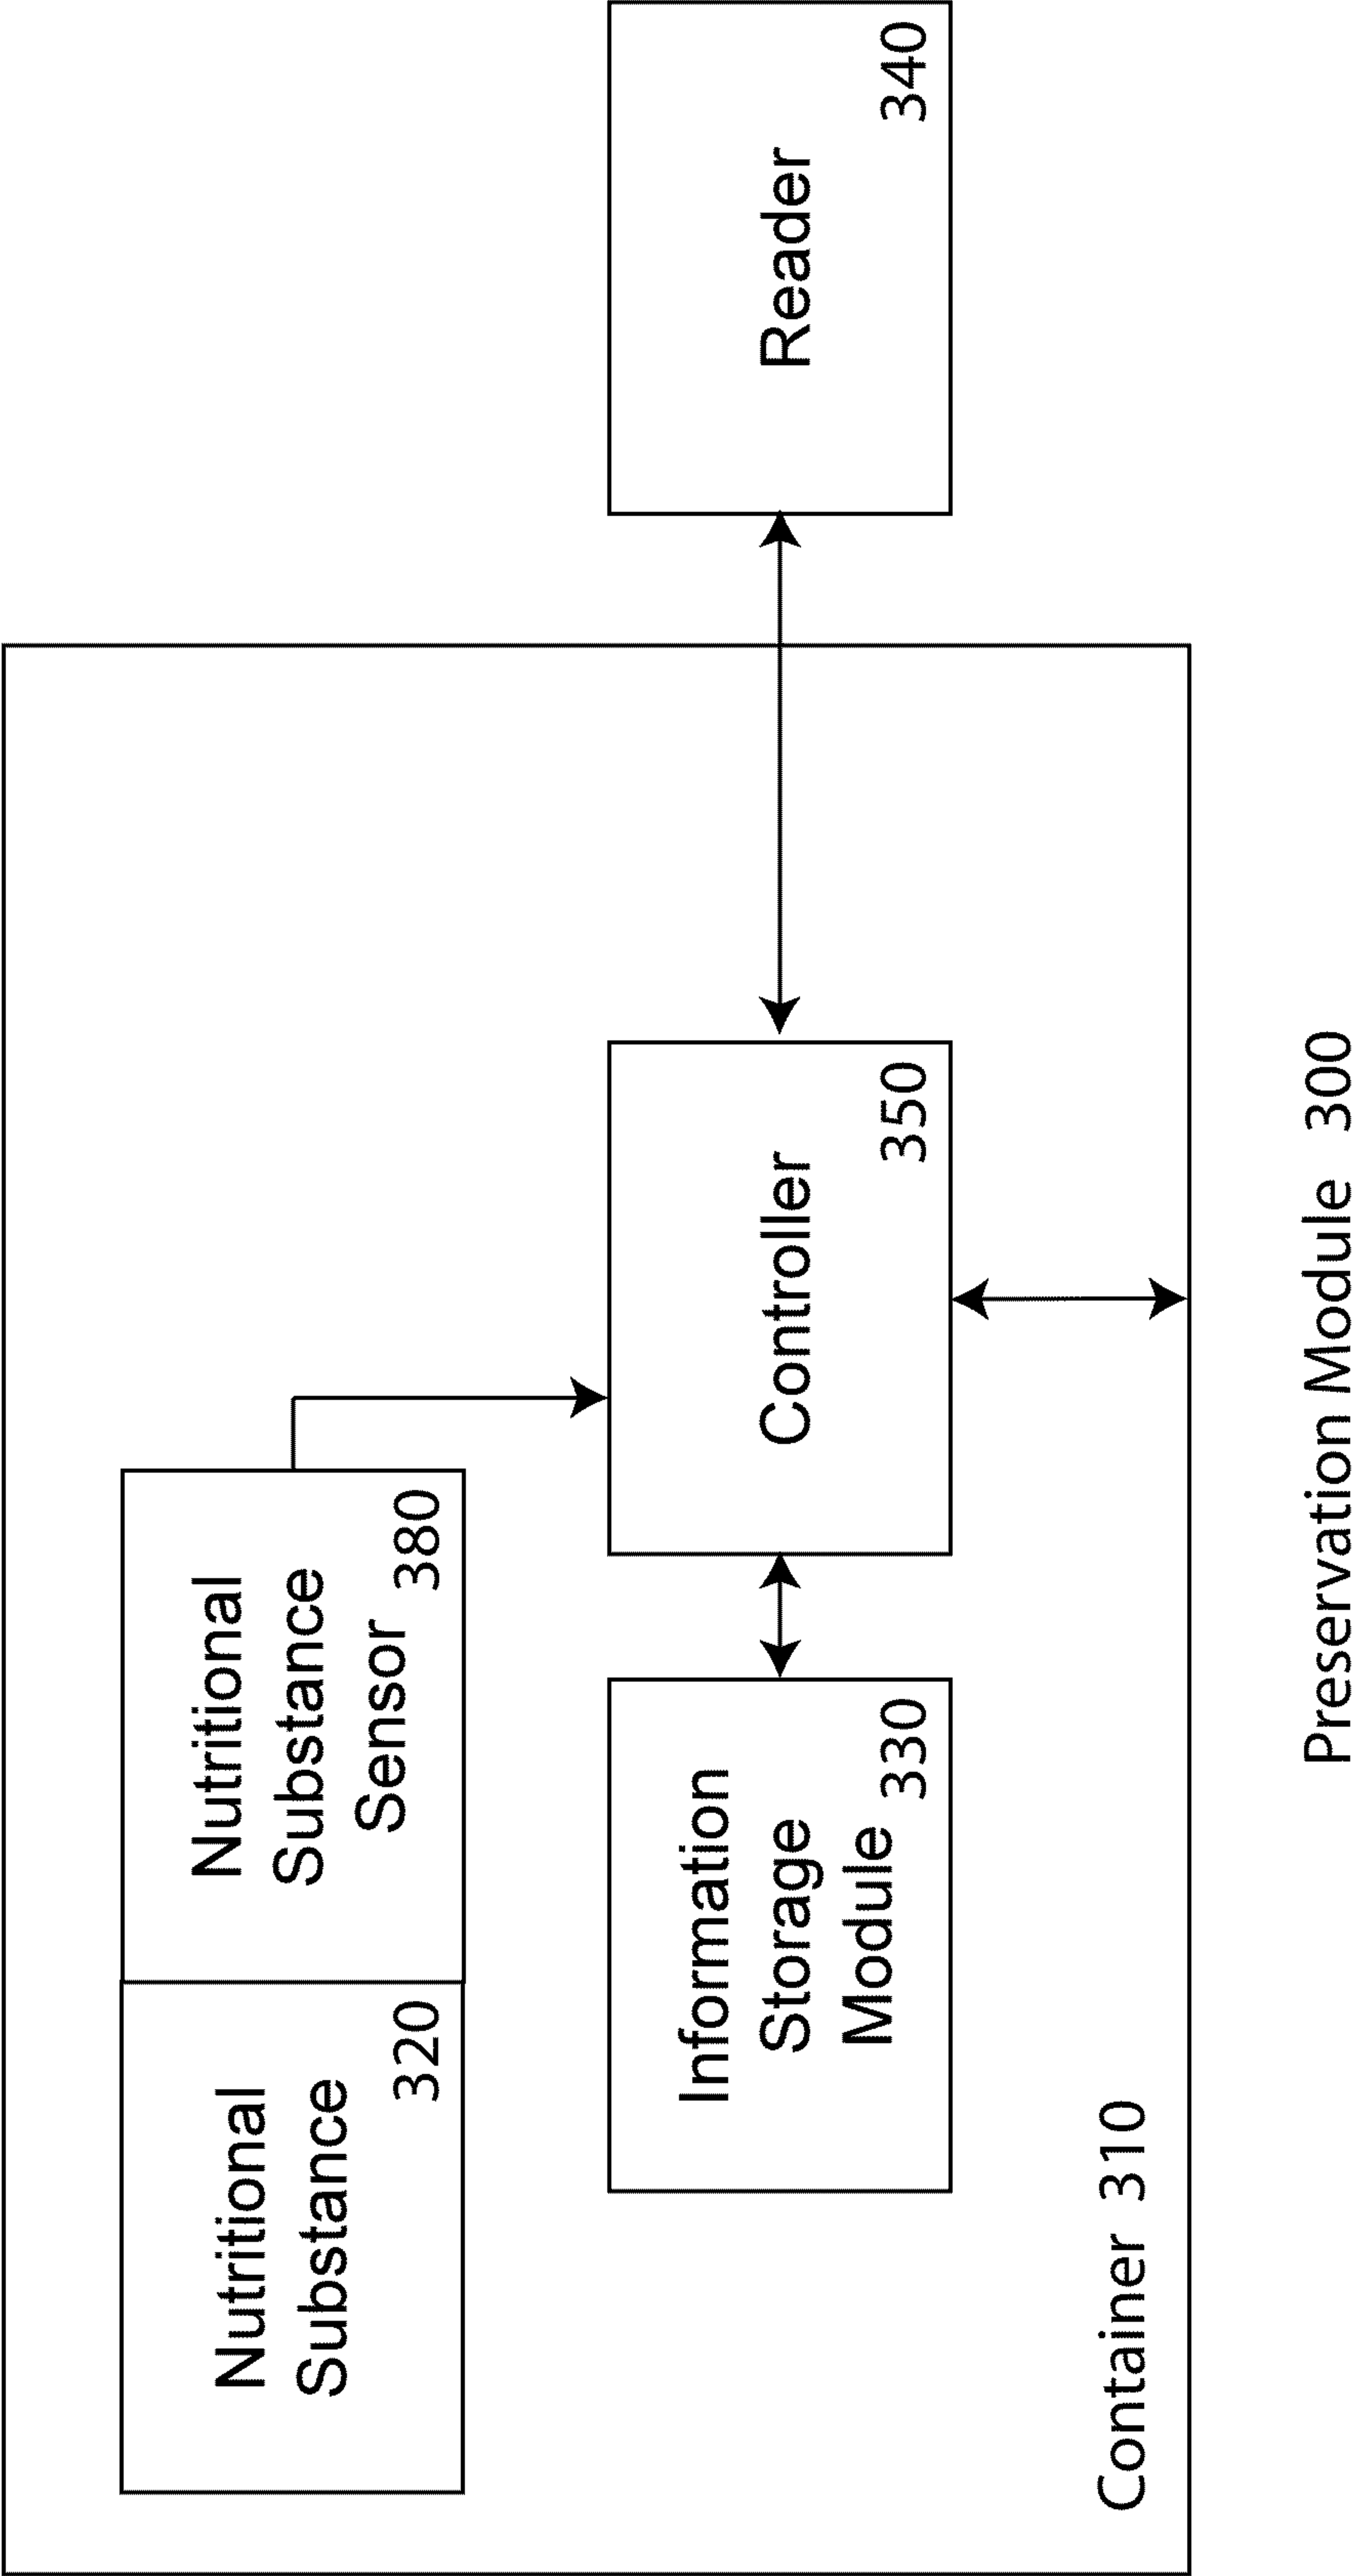 Nutritional
Substance
320
Nutritional
Substance
Sensor
380
Information
Storage
Module
330
Controller
350
Reader
340
Container 310
Preservation Module 300